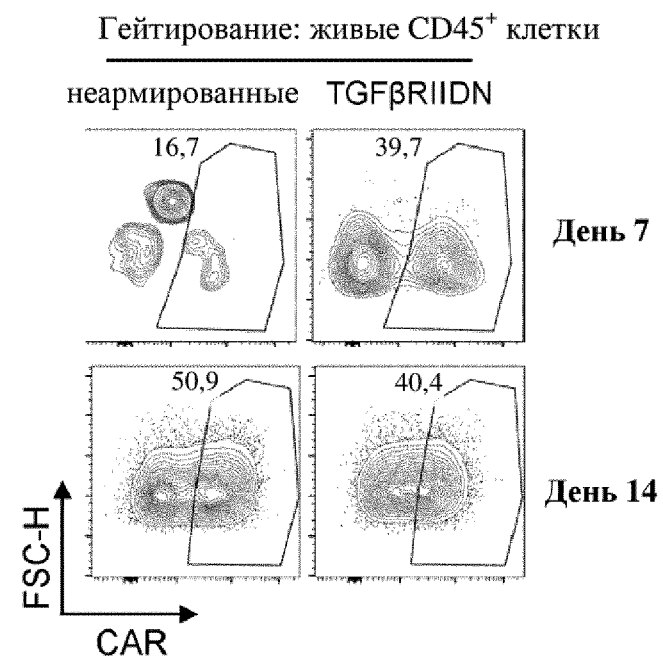 Гейтирование: живые CD45+ клетки
неармированные TGFβRIIDN
16,7 39,7
День 7
50,9 40,4
День 14
FSC-H
CAR